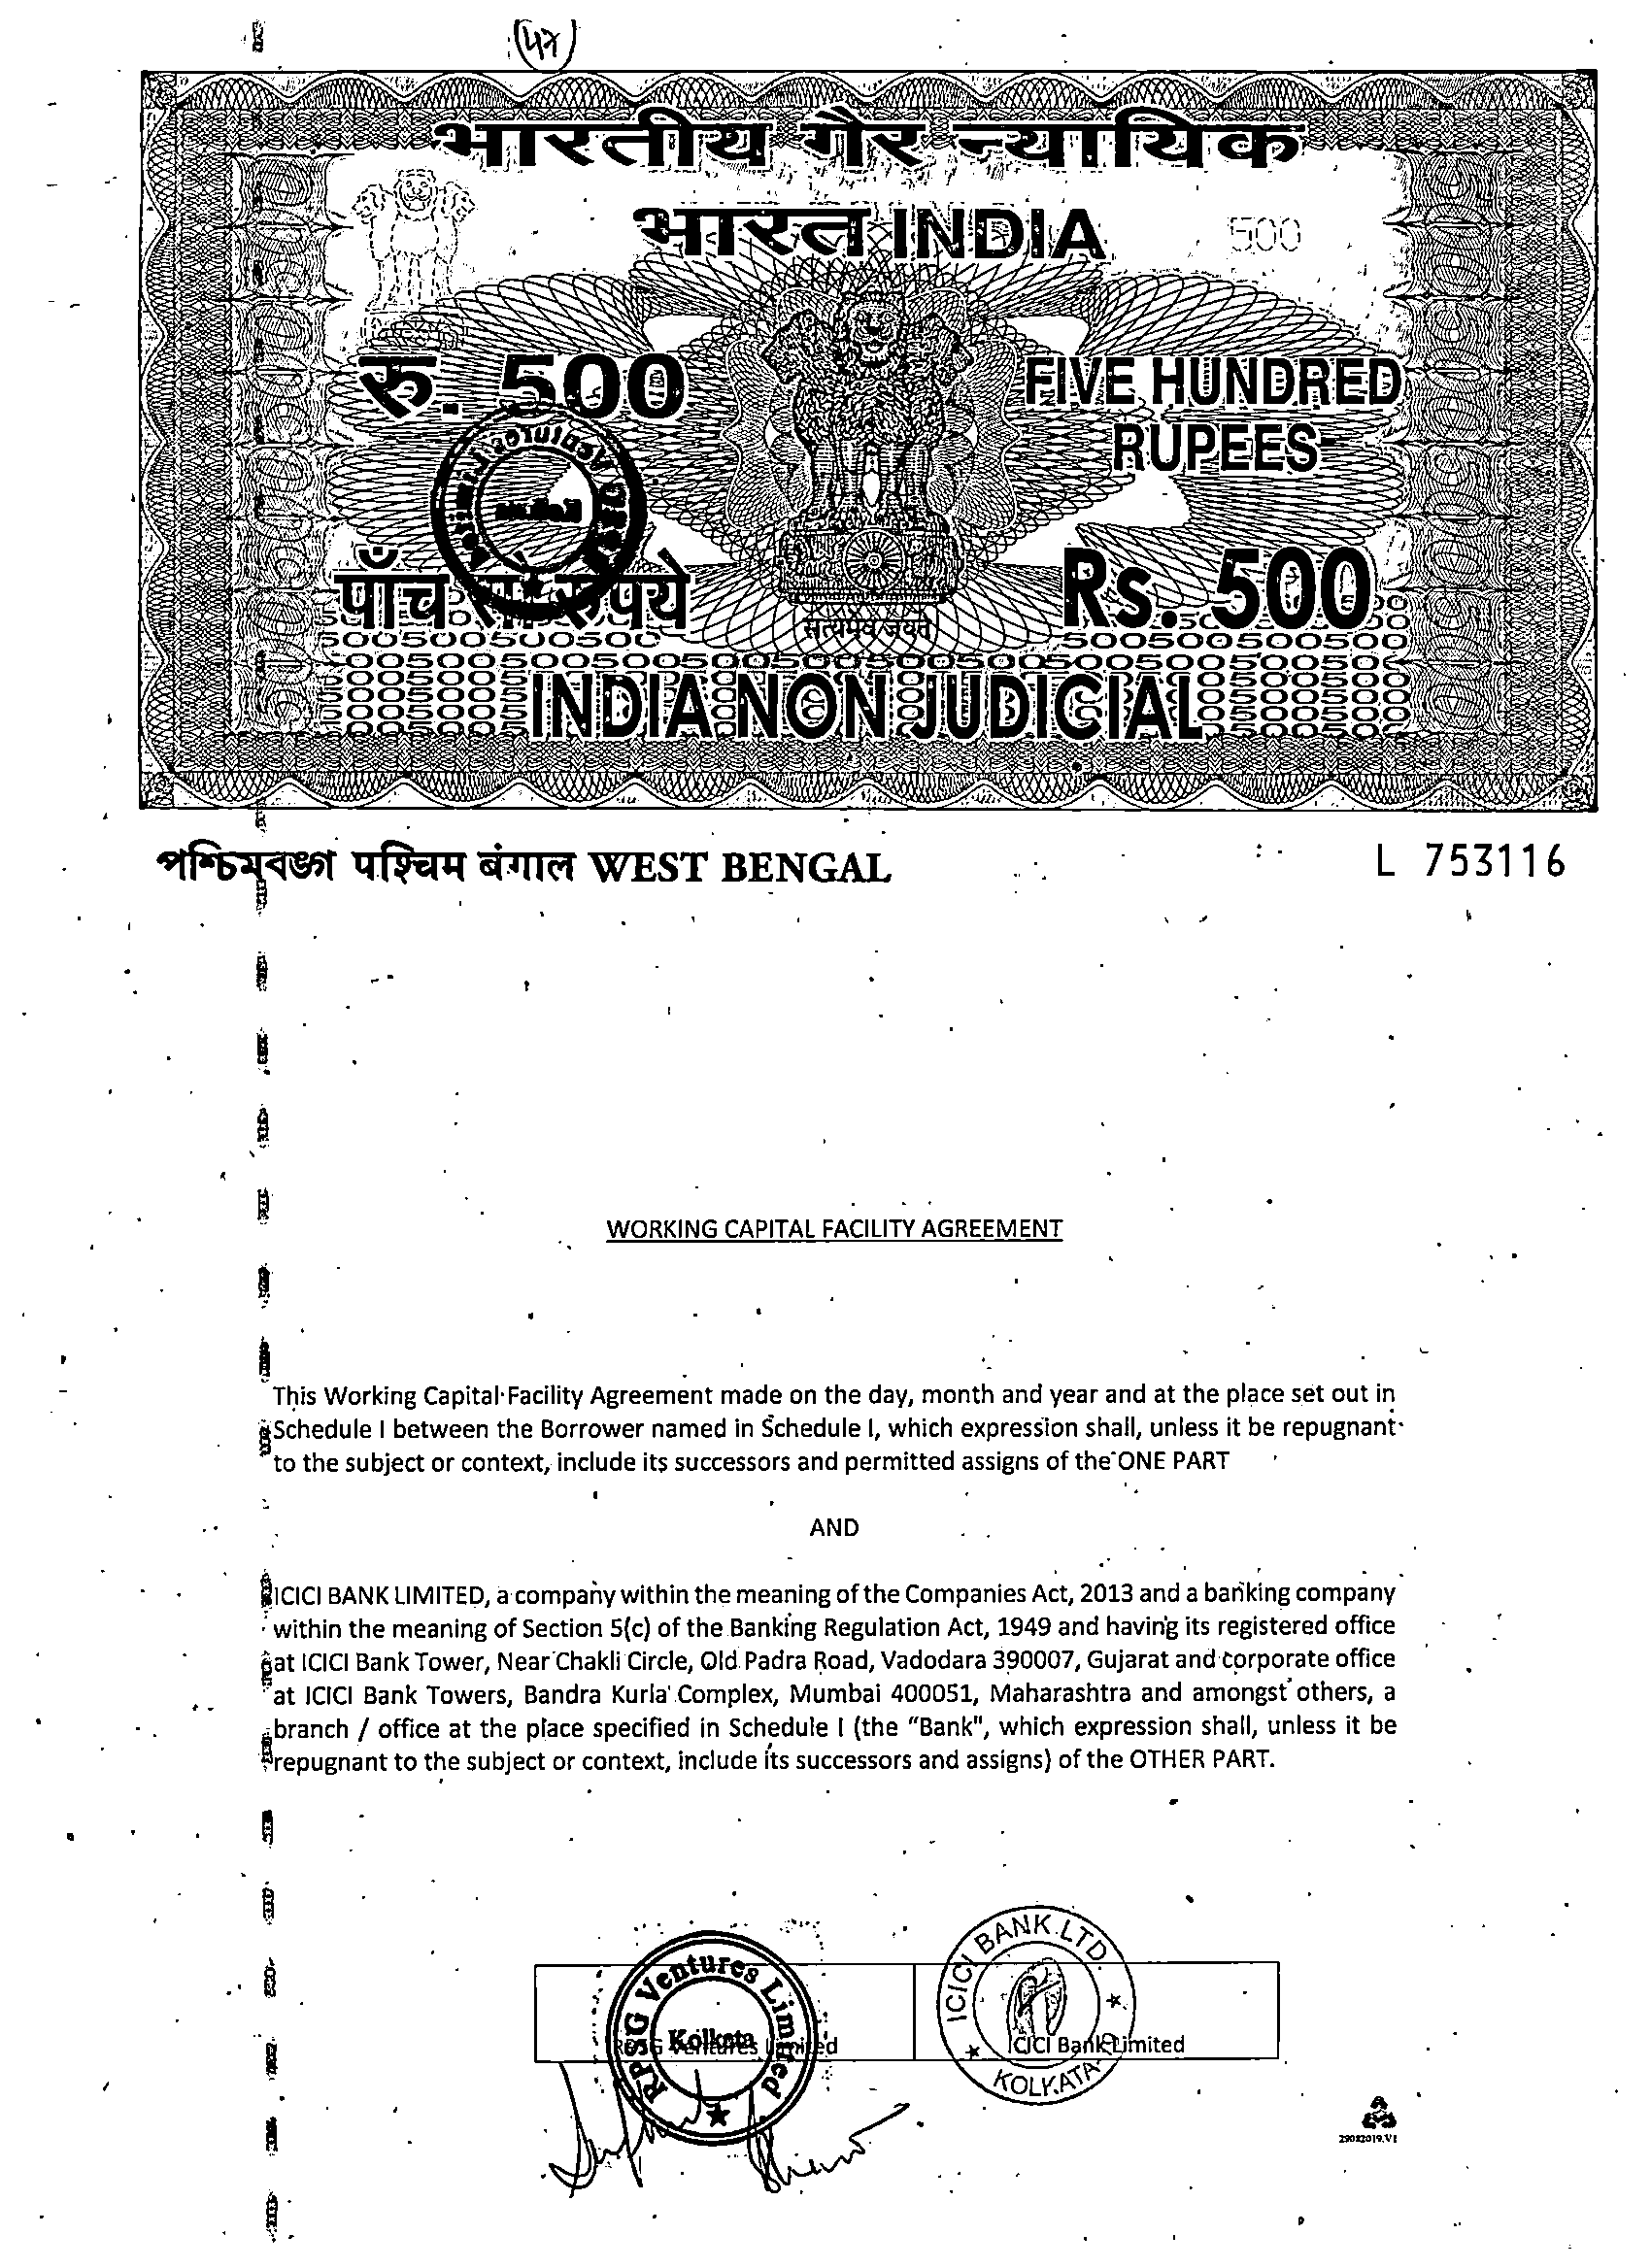 भारतीय गैर न्यायिक
भारत INDIA
500
रु. 500
FIVE HUNDRED
RUPEES
पाँच सौ रुपये
Rs. 500
सत्यमेव जयते
INDIA NON JUDICIAL
পশ্চিমবঙ্গ पश्चिम बंगाल WEST BENGAL
L 753116
WORKING CAPITAL FACILITY AGREEMENT
This Working Capital Facility Agreement made on the day, month and year and at the place set out in
Schedule I between the Borrower named in Schedule I, which expression shall, unless it be repugnant
to the subject or context, include its successors and permitted assigns of the ONE PART
AND
ICICI BANK LIMITED, a company within the meaning of the Companies Act, 2013 and a banking company
within the meaning of Section 5(c) of the Banking Regulation Act, 1949 and having its registered office
at ICICI Bank Tower, Near Chakli Circle, Old Padra Road, Vadodara 390007, Gujarat and corporate office
at ICICI Bank Towers, Bandra Kurla Complex, Mumbai 400051, Maharashtra and amongst others, a
branch / office at the place specified in Schedule I (the "Bank", which expression shall, unless it be
repugnant to the subject or context, include its successors and assigns) of the OTHER PART.
RPSG Ventures Limited
Kolkata
RPSG Ventures Limited
ICICI BANK LTD.
KOLKATA
ICICI Bank Limited